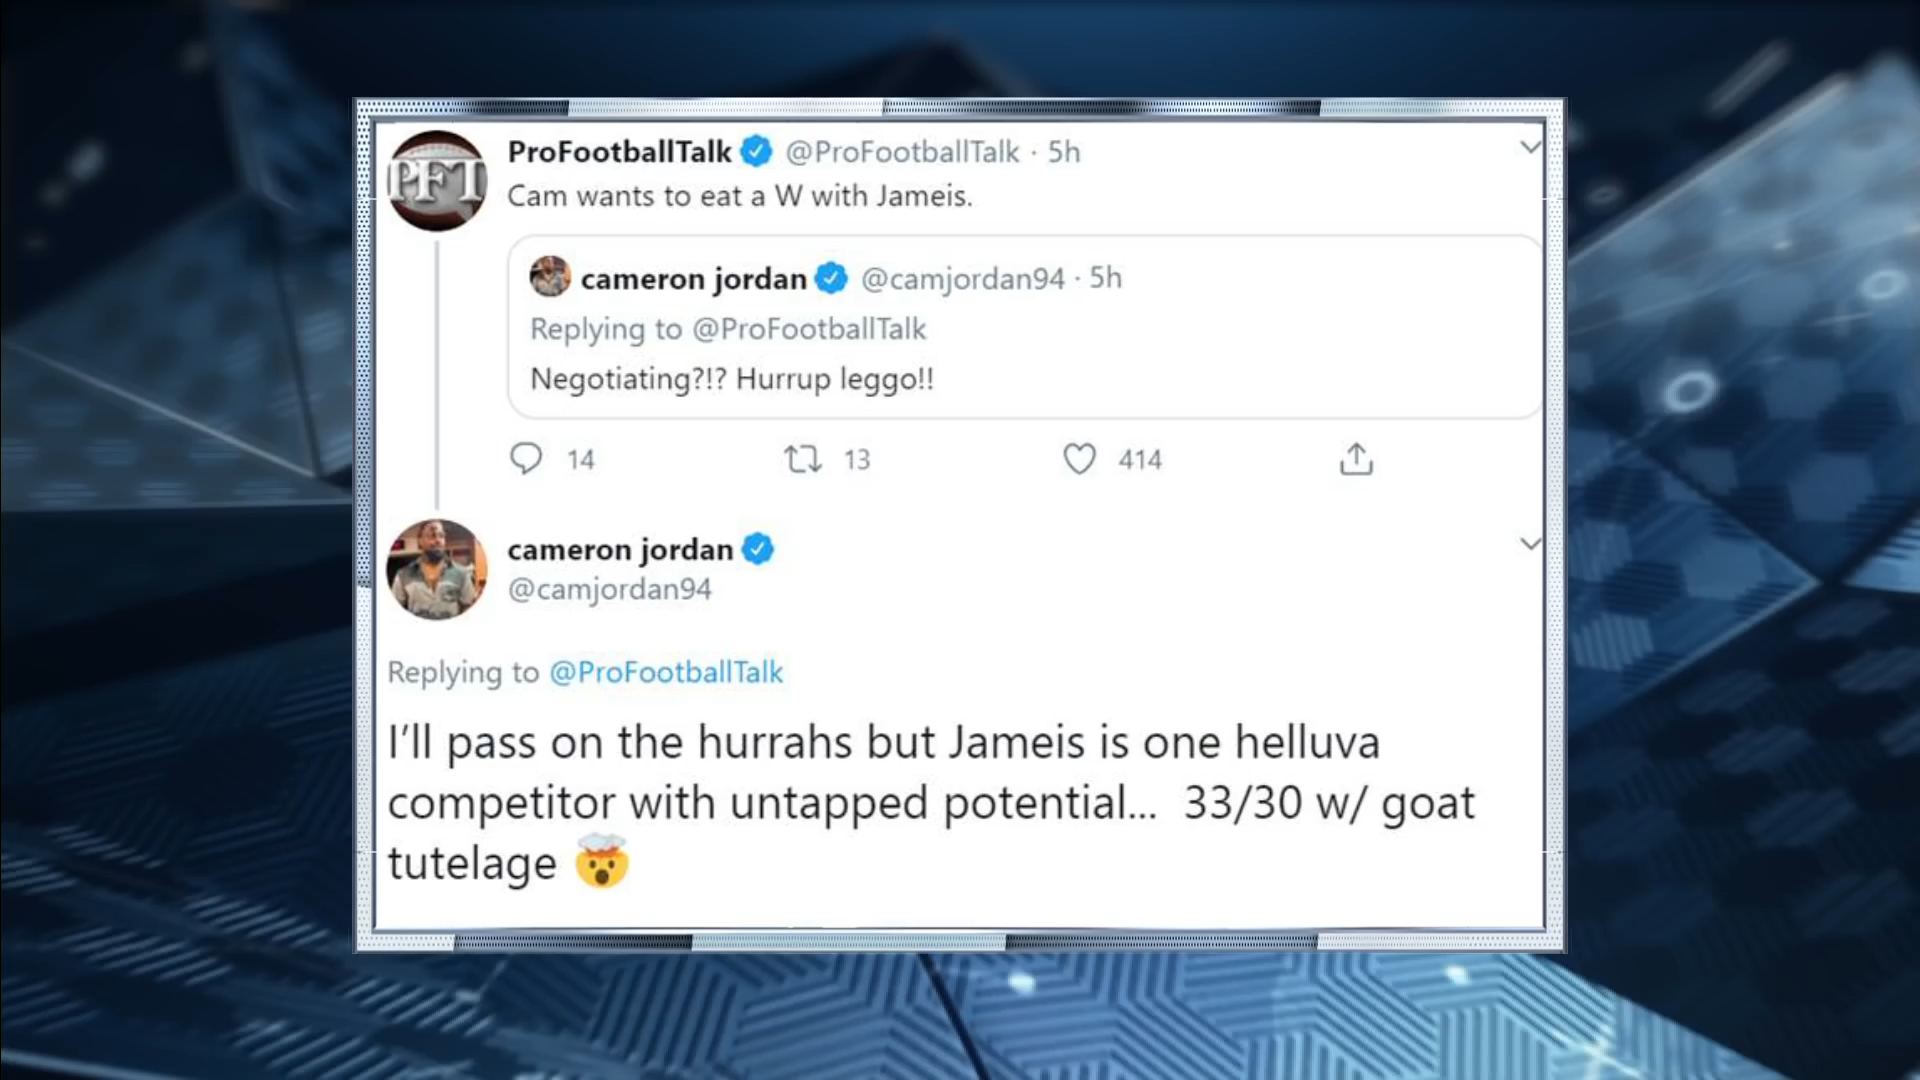 PFT
ProFootballTalk @ProFootballTalk · 5h
Cam wants to eat a W with Jameis.
cameron jordan @camjordan94 · 5h
Replying to @ProFootballTalk
Negotiating?!? Hurrup leggo!!
14 13 414
cameron jordan
@camjordan94
Replying to @ProFootballTalk
I’ll pass on the hurrahs but Jameis is one helluva
competitor with untapped potential... 33/30 w/ goat
tutelage 🤯